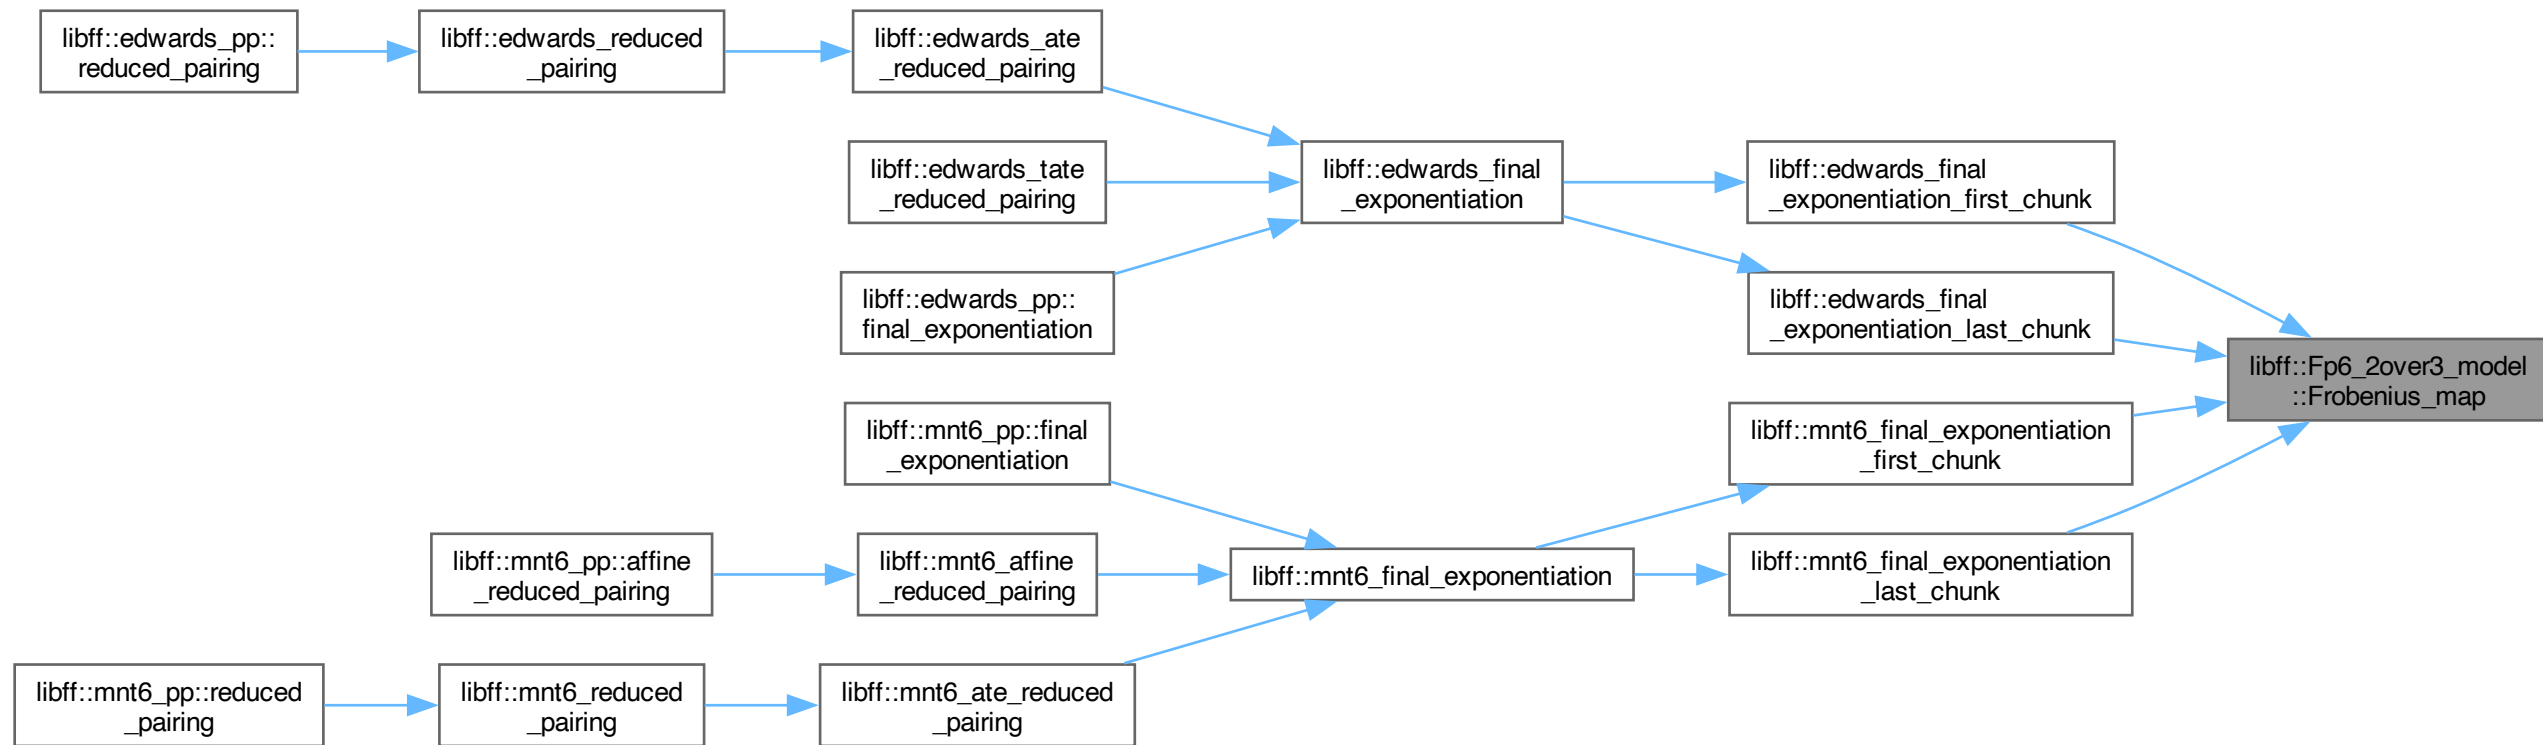 libff::edwards_pp::
reduced_pairing
libff::edwards_reduced
_pairing
libff::edwards_ate
_reduced_pairing
libff::edwards_tate
_reduced_pairing
libff::edwards_final
_exponentiation
libff::edwards_final
_exponentiation_first_chunk
libff::edwards_pp::
final_exponentiation
libff::edwards_final
_exponentiation_last_chunk
libff::Fp6_2over3_model
::Frobenius_map
libff::mnt6_pp::final
_exponentiation
libff::mnt6_final_exponentiation
_first_chunk
libff::mnt6_pp::affine
_reduced_pairing
libff::mnt6_affine
_reduced_pairing
libff::mnt6_final_exponentiation
libff::mnt6_final_exponentiation
_last_chunk
libff::mnt6_pp::reduced
_pairing
libff::mnt6_reduced
_pairing
libff::mnt6_ate_reduced
_pairing